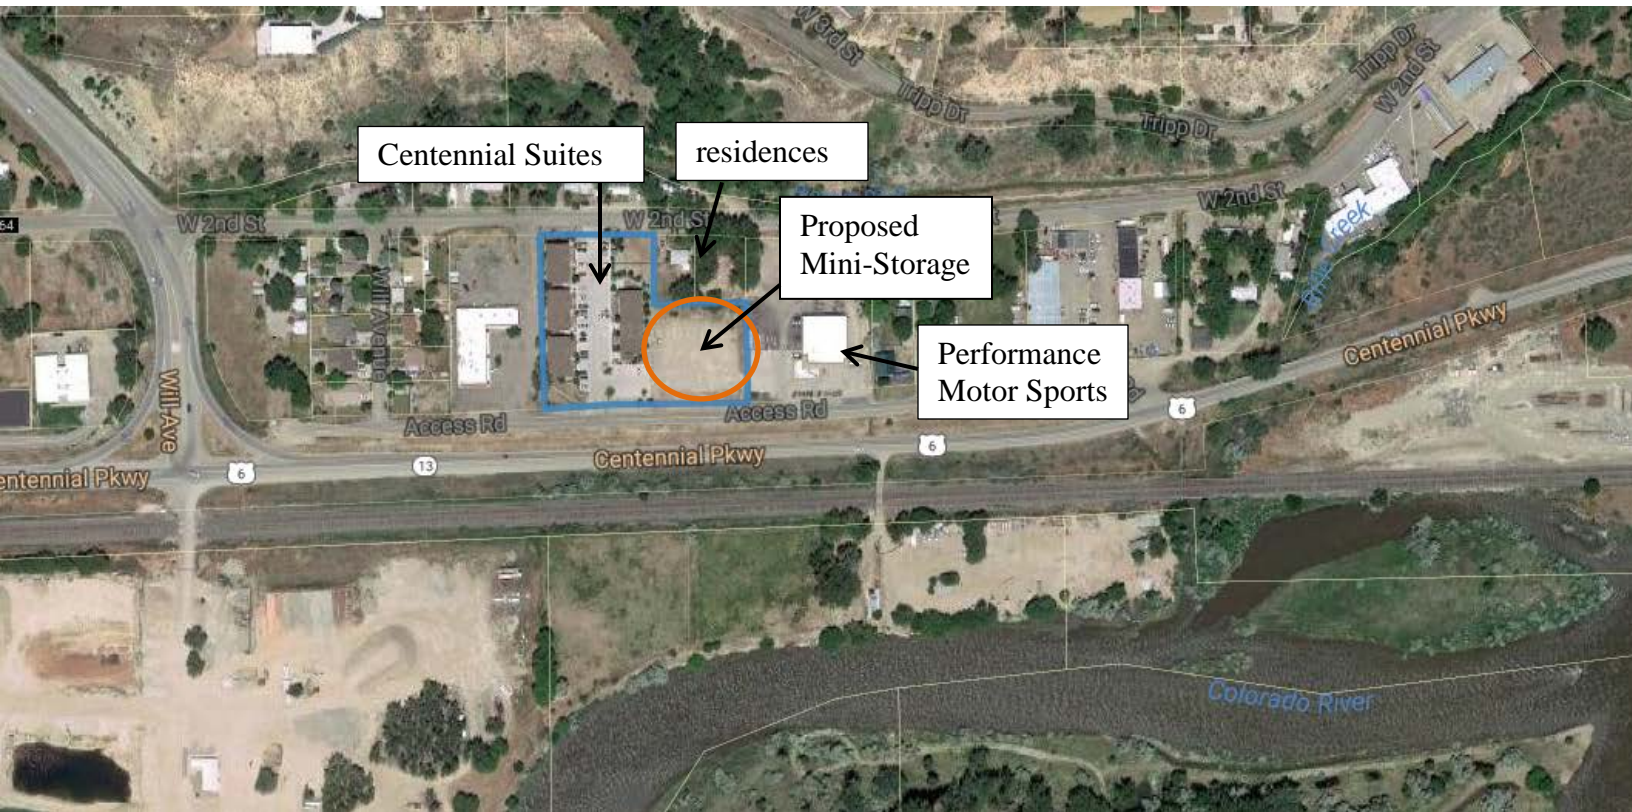 W 3rd St
Tripp Dr
W 2nd St
Tripp Dr
Tripp Dr
Centennial Suites
residences
64
W 2nd St
W 2nd St
W 2nd St
Proposed
Mini-Storage
Will Avenue
Centennial Pkwy
Performance
Motor Sports
Will Ave
Access Rd
Access Rd
6
Centennial Pkwy
6
13
6
Centennial Pkwy
Colorado River